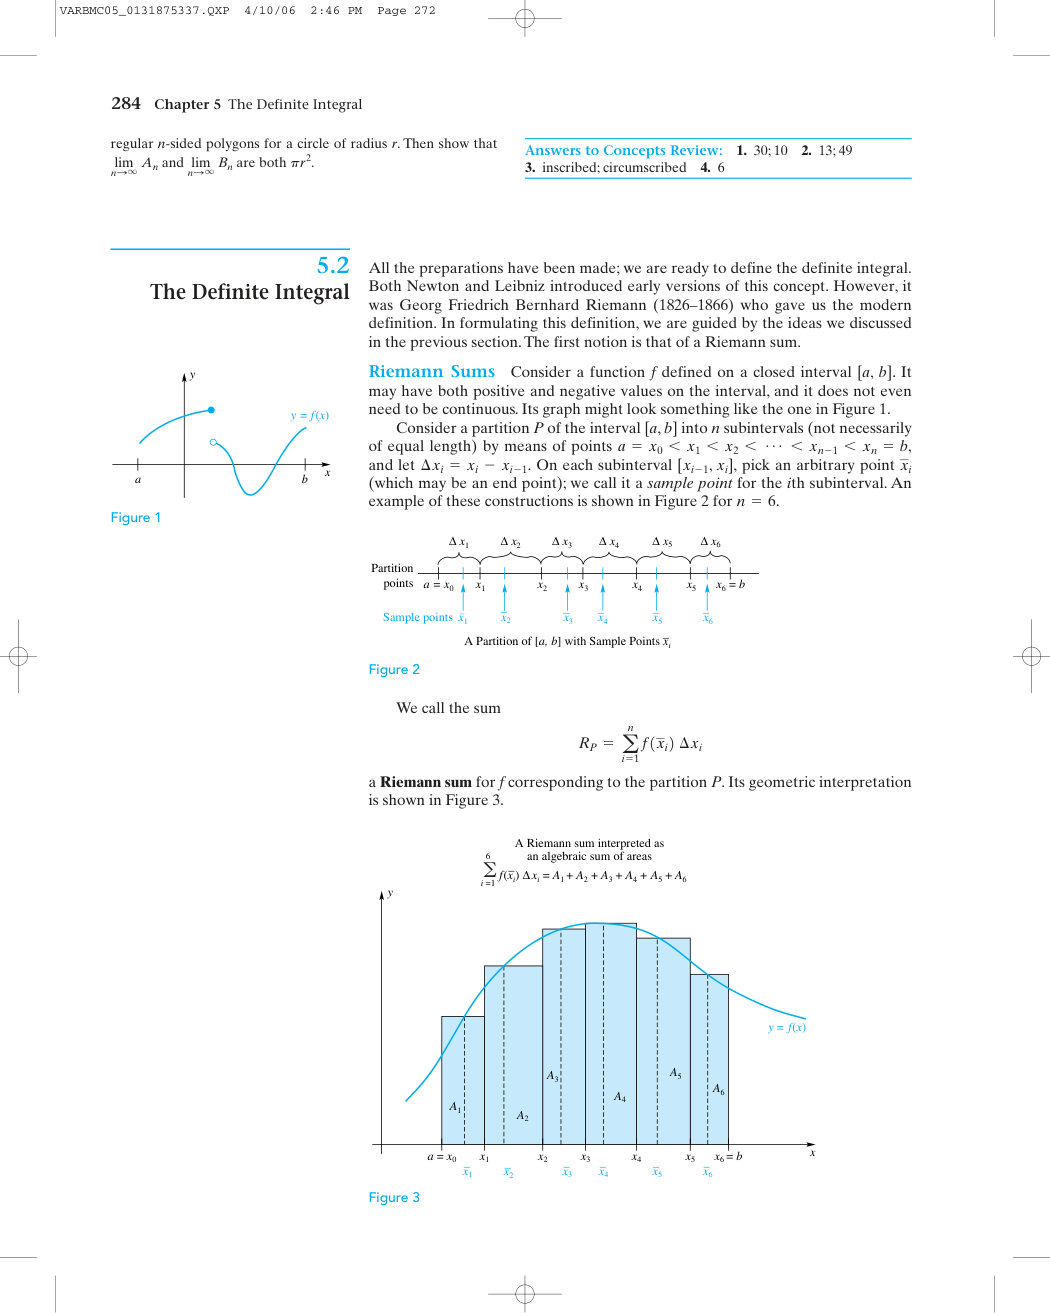 VARBMC05_0131875337.QXP 4/10/06 2:46 PM Page 272
284 Chapter 5 The Definite Integral
regular n-sided polygons for a circle of radius r. Then show that
lim Aₙ and lim Bₙ are both πr².
n→∞ n→∞
Answers to Concepts Review: 1. 30; 10 2. 13; 49
3. inscribed; circumscribed 4. 6
5.2
The Definite Integral
All the preparations have been made; we are ready to define the definite integral.
Both Newton and Leibniz introduced early versions of this concept. However, it
was Georg Friedrich Bernhard Riemann (1826–1866) who gave us the modern
definition. In formulating this definition, we are guided by the ideas we discussed
in the previous section. The first notion is that of a Riemann sum.
Riemann Sums Consider a function f defined on a closed interval [a, b]. It
may have both positive and negative values on the interval, and it does not even
need to be continuous. Its graph might look something like the one in Figure 1.
Consider a partition P of the interval [a, b] into n subintervals (not necessarily
of equal length) by means of points a = x₀ < x₁ < x₂ < ⋯ < xₙ₋₁ < xₙ = b,
and let Δxᵢ = xᵢ − xᵢ₋₁. On each subinterval [xᵢ₋₁, xᵢ], pick an arbitrary point x̅ᵢ
(which may be an end point); we call it a sample point for the ith subinterval. An
example of these constructions is shown in Figure 2 for n = 6.
y
y = f(x)
a b x
Figure 1
Δx₁ Δx₂ Δx₃ Δx₄ Δx₅ Δx₆
Partition
points a = x₀ x₁ x₂ x₃ x₄ x₅ x₆ = b
Sample points x̅₁ x̅₂ x̅₃ x̅₄ x̅₅ x̅₆
A Partition of [a, b] with Sample Points x̅ᵢ
Figure 2
We call the sum
n
R_P = ∑ f(x̅ᵢ) Δxᵢ
i=1
a Riemann sum for f corresponding to the partition P. Its geometric interpretation
is shown in Figure 3.
A Riemann sum interpreted as
an algebraic sum of areas
6
∑ f(x̅ᵢ) Δxᵢ = A₁ + A₂ + A₃ + A₄ + A₅ + A₆
i=1
y
y = f(x)
A₁ A₂ A₃ A₄ A₅ A₆
a = x₀ x₁ x₂ x₃ x₄ x₅ x₆ = b x
x̅₁ x̅₂ x̅₃ x̅₄ x̅₅ x̅₆
Figure 3